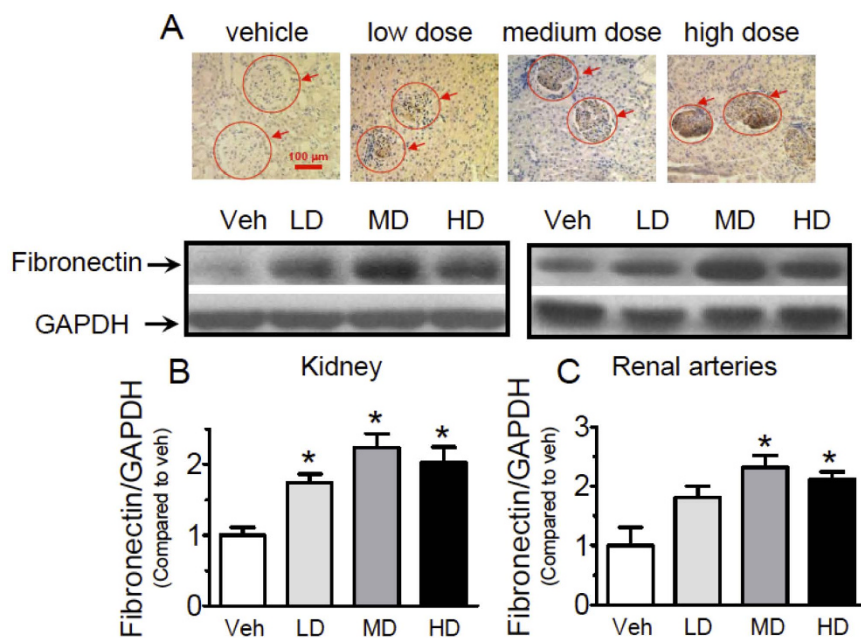 A vehicle low dose medium dose high dose
100 µm
Veh LD MD HD Veh LD MD HD
Fibronectin
GAPDH
B Kidney
C Renal arteries
Fibronectin/GAPDH
(Compared to veh)
2
1
0
* * *
Veh LD MD HD
Fibronectin/GAPDH
(Compared to veh)
3
2
1
0
* *
Veh LD MD HD